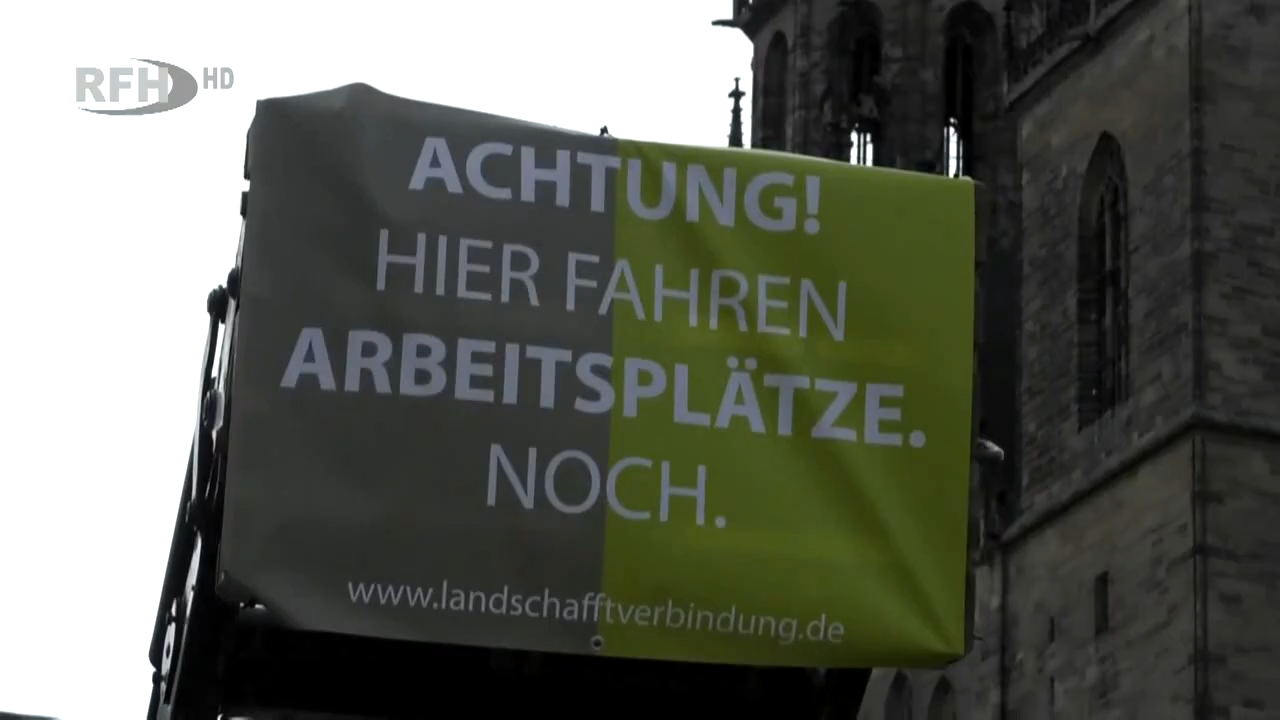 RFH HD
ACHTUNG!
HIER FAHREN
ARBEITSPLÄTZE.
NOCH.
www.landschafftverbindung.de